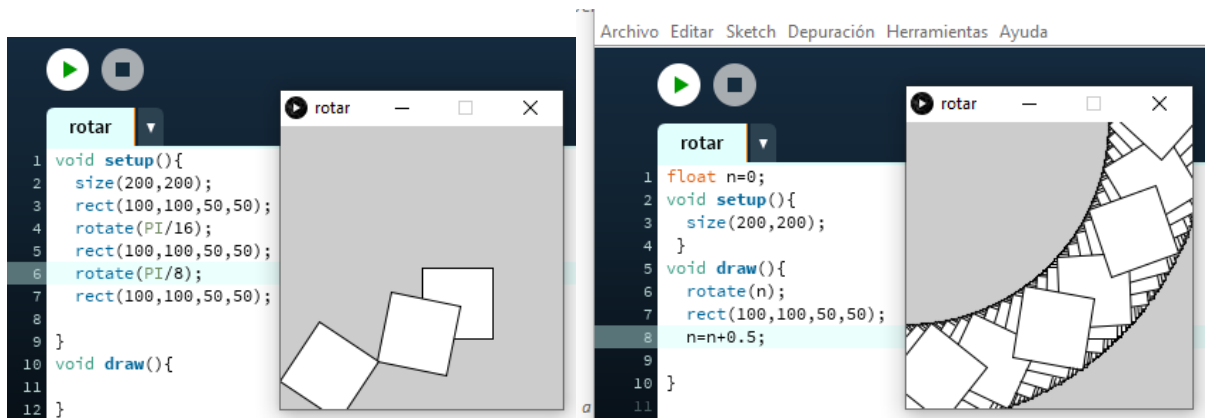 rotar
rotar
1 void setup(){
2 size(200,200);
3 rect(100,100,50,50);
4 rotate(PI/16);
5 rect(100,100,50,50);
6 rotate(PI/8);
7 rect(100,100,50,50);
8
9 }
10 void draw(){
11
12 }
a
Archivo Editar Sketch Depuración Herramientas Ayuda
rotar
rotar
1 float n=0;
2 void setup(){
3 size(200,200);
4 }
5 void draw(){
6 rotate(n);
7 rect(100,100,50,50);
8 n=n+0.5;
9
10 }
11